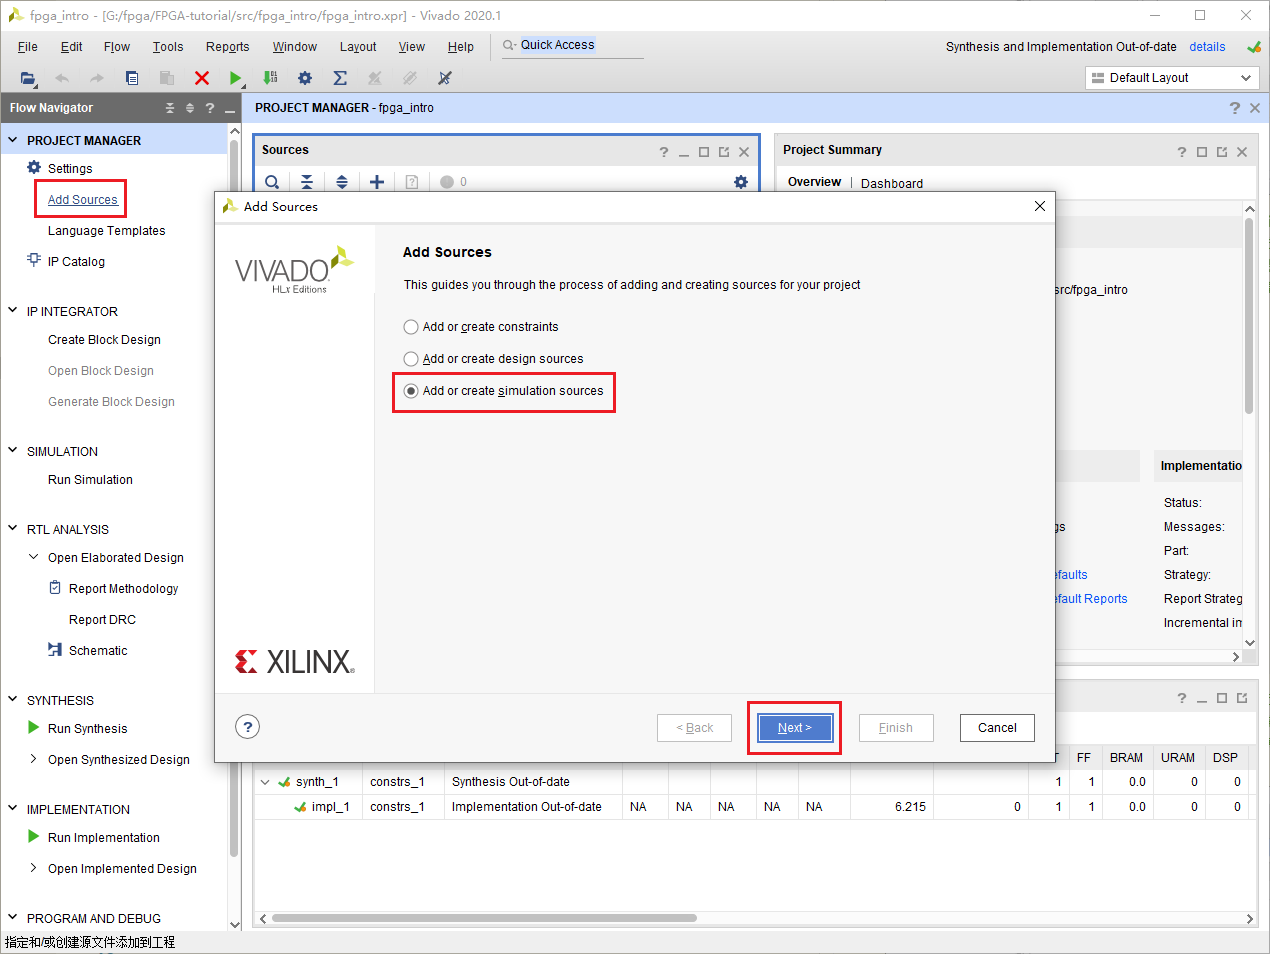 fpga_intro - [G:/fpga/FPGA-tutorial/src/fpga_intro/fpga_intro.xpr] - Vivado 2020.1
File Edit Flow Tools Reports Window Layout View Help Quick Access
Synthesis and Implementation Out-of-date details
Default Layout
Flow Navigator
PROJECT MANAGER - fpga_intro
PROJECT MANAGER
Settings
Add Sources
Language Templates
IP Catalog
IP INTEGRATOR
Create Block Design
Open Block Design
Generate Block Design
SIMULATION
Run Simulation
RTL ANALYSIS
Open Elaborated Design
Report Methodology
Report DRC
Schematic
SYNTHESIS
Run Synthesis
Open Synthesized Design
IMPLEMENTATION
Run Implementation
Open Implemented Design
PROGRAM AND DEBUG
Sources
0
Project Summary
Overview | Dashboard
src/fpga_intro
Implementatio
Status:
Messages:
Part:
Strategy:
Report Strateg
Incremental im
gs
efaults
efault Reports
Add Sources
VIVADO
HLx Editions
Add Sources
This guides you through the process of adding and creating sources for your project
Add or create constraints
Add or create design sources
Add or create simulation sources
XILINX
? < Back Next > Finish Cancel
T FF BRAM URAM DSP
synth_1 constrs_1 Synthesis Out-of-date 1 1 0.0 0 0
impl_1 constrs_1 Implementation Out-of-date NA NA NA NA NA 6.215 0 1 1 0.0 0 0
指定和/或创建源文件添加到工程